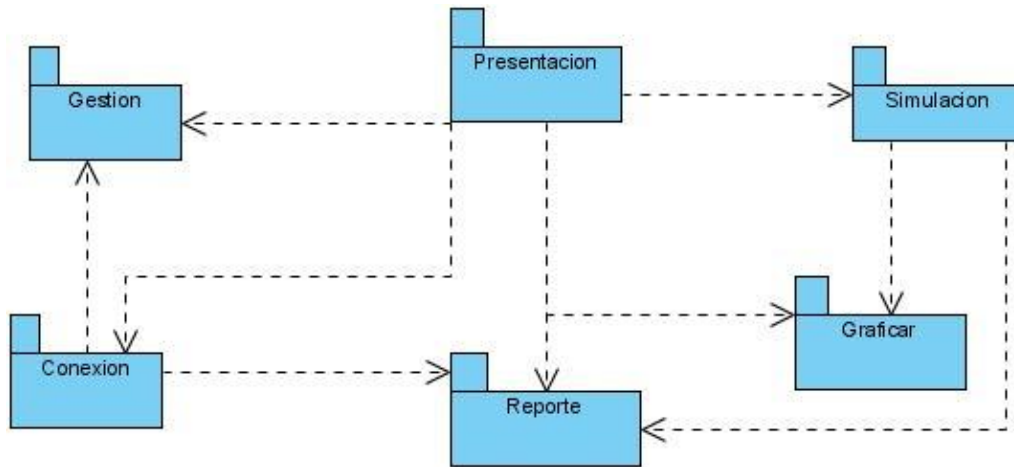 Presentacion
Gestion
Simulacion
Graficar
Conexion
Reporte